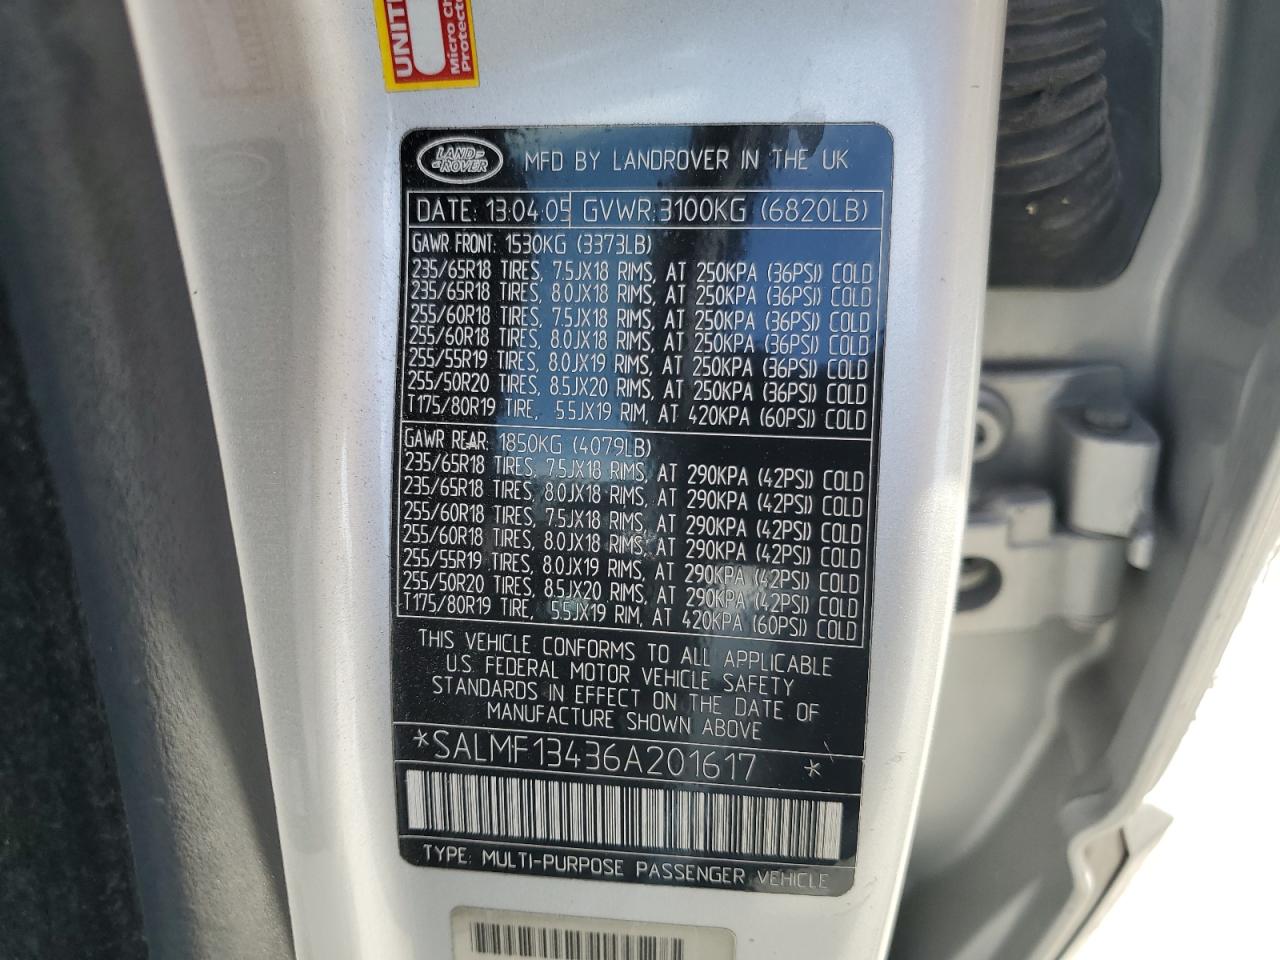 UNIT
Micro Ch
Protecto
LAND-
-ROVER
MFD BY LANDROVER IN THE UK
DATE: 13:04:05 GVWR:3100KG (6820LB)
GAWR FRONT: 1530KG (3373LB)
235/65R18 TIRES, 7.5JX18 RIMS, AT 250KPA (36PSI) COLD
235/65R18 TIRES, 8.0JX18 RIMS, AT 250KPA (36PSI) COLD
255/60R18 TIRES, 7.5JX18 RIMS, AT 250KPA (36PSI) COLD
255/60R18 TIRES, 8.0JX18 RIMS, AT 250KPA (36PSI) COLD
255/55R19 TIRES, 8.0JX19 RIMS, AT 250KPA (36PSI) COLD
255/50R20 TIRES, 8.5JX20 RIMS, AT 250KPA (36PSI) COLD
T175/80R19 TIRE, 5.5JX19 RIM, AT 420KPA (60PSI) COLD
GAWR REAR: 1850KG (4079LB)
235/65R18 TIRES, 7.5JX18 RIMS, AT 290KPA (42PSI) COLD
235/65R18 TIRES, 8.0JX18 RIMS, AT 290KPA (42PSI) COLD
255/60R18 TIRES, 7.5JX18 RIMS, AT 290KPA (42PSI) COLD
255/60R18 TIRES, 8.0JX18 RIMS, AT 290KPA (42PSI) COLD
255/55R19 TIRES, 8.0JX19 RIMS, AT 290KPA (42PSI) COLD
255/50R20 TIRES, 8.5JX20 RIMS, AT 290KPA (42PSI) COLD
T175/80R19 TIRE, 5.5JX19 RIM, AT 420KPA (60PSI) COLD
THIS VEHICLE CONFORMS TO ALL APPLICABLE
U.S. FEDERAL MOTOR VEHICLE SAFETY
STANDARDS IN EFFECT ON THE DATE OF
MANUFACTURE SHOWN ABOVE
*SALMF13436A201617 *
TYPE: MULTI-PURPOSE PASSENGER VEHICLE
SALMF13436A201617